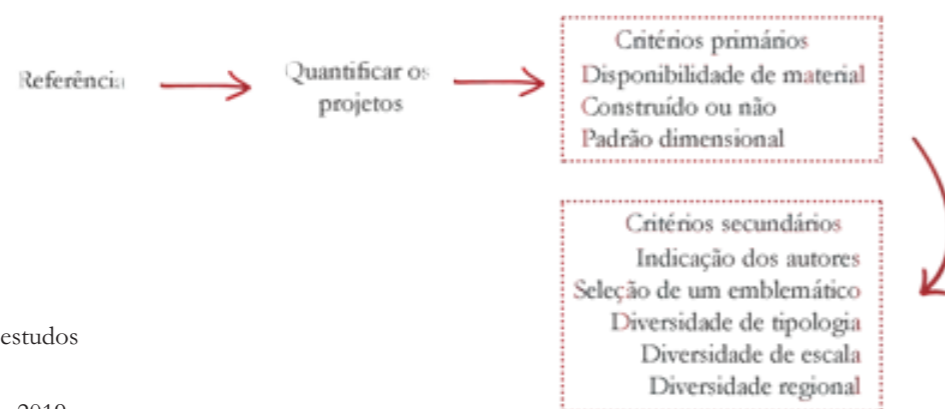 Referência
Quantificar os
projetos
Critérios primários
Disponibilidade de material
Construído ou não
Padrão dimensional
Critérios secundários
Indicação dos autores
Seleção de um emblemático
Diversidade de tipologia
Diversidade de escala
Diversidade regional
estudos